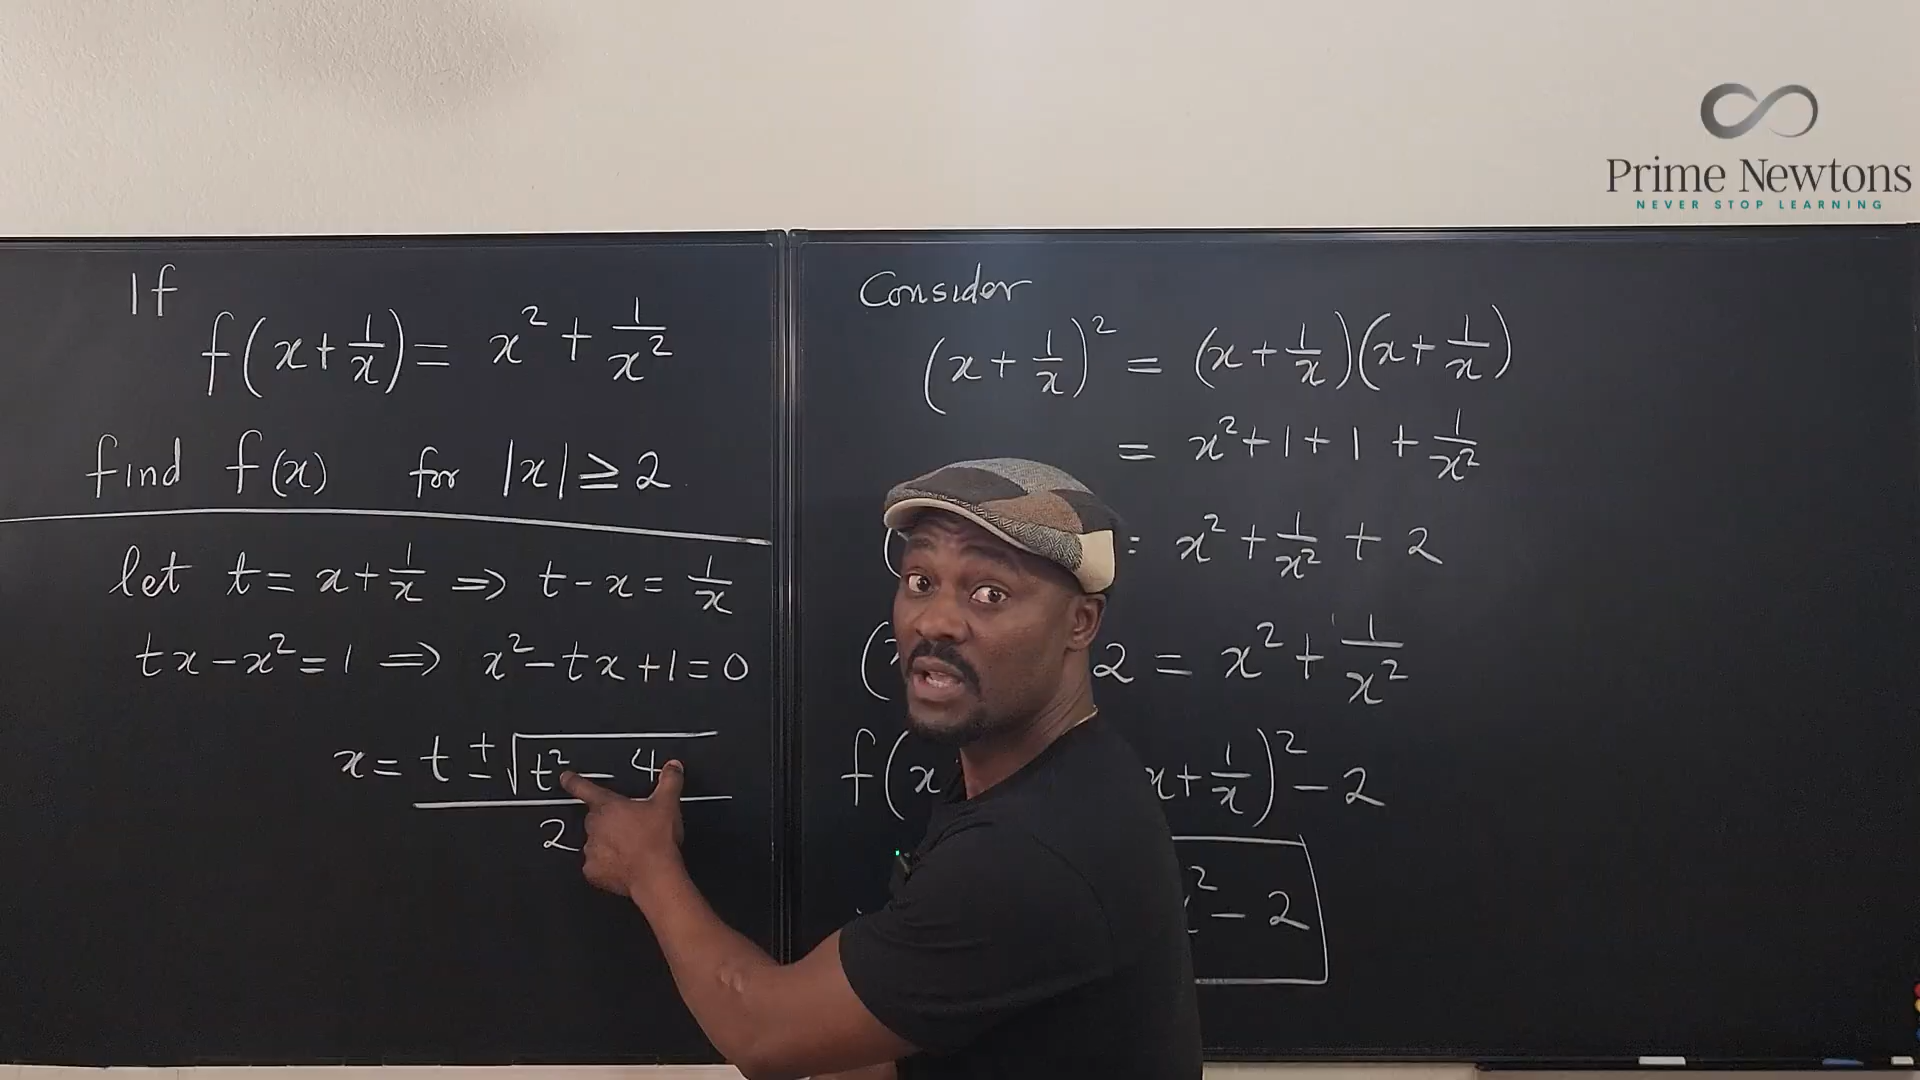 Prime Newtons
NEVER STOP LEARNING
If
f(x+1/x) = x² + 1/x²
find f(x) for |x| ≥ 2
let t = x + 1/x ⇒ t - x = 1/x
tx - x² = 1 ⇒ x² - tx + 1 = 0
x = t ± √t² - 4
2
Consider
(x + 1/x)² = (x + 1/x)(x + 1/x)
= x² + 1 + 1 + 1/x²
( = x² + 1/x² + 2
( 2 = x² + 1/x²
f(x x + 1/x)² - 2
² - 2